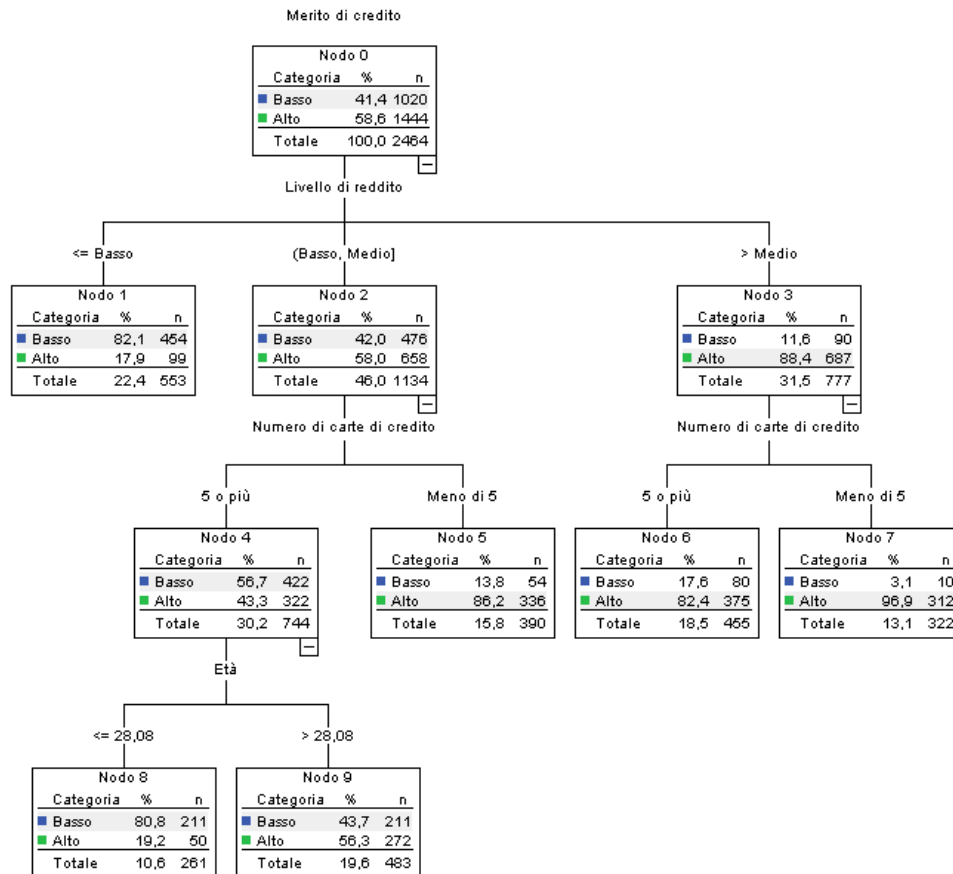 Merito di credito
Nodo 0
Categoria % n
Basso 41,4 1020
Alto 58,6 1444
Totale 100,0 2464
Livello di reddito
<= Basso
(Basso, Medio]
> Medio
Nodo 1
Categoria % n
Basso 82,1 454
Alto 17,9 99
Totale 22,4 553
Nodo 2
Categoria % n
Basso 42,0 476
Alto 58,0 658
Totale 46,0 1134
Nodo 3
Categoria % n
Basso 11,6 90
Alto 88,4 687
Totale 31,5 777
Numero di carte di credito
Numero di carte di credito
5 o più
Meno di 5
5 o più
Meno di 5
Nodo 4
Categoria % n
Basso 56,7 422
Alto 43,3 322
Totale 30,2 744
Nodo 5
Categoria % n
Basso 13,8 54
Alto 86,2 336
Totale 15,8 390
Nodo 6
Categoria % n
Basso 17,6 80
Alto 82,4 375
Totale 18,5 455
Nodo 7
Categoria % n
Basso 3,1 10
Alto 96,9 312
Totale 13,1 322
Età
<= 28,08
> 28,08
Nodo 8
Categoria % n
Basso 80,8 211
Alto 19,2 50
Totale 10,6 261
Nodo 9
Categoria % n
Basso 43,7 211
Alto 56,3 272
Totale 19,6 483